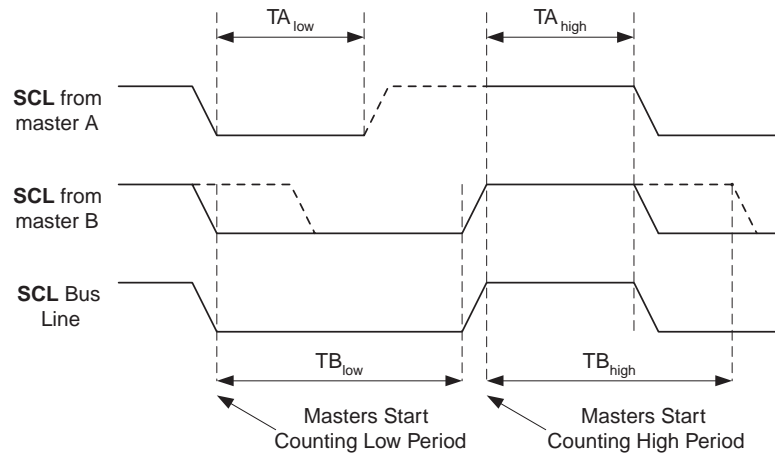 TA low
TA high
SCL from
master A
SCL from
master B
SCL Bus
Line
TB low
TB high
Masters Start
Counting Low Period
Masters Start
Counting High Period